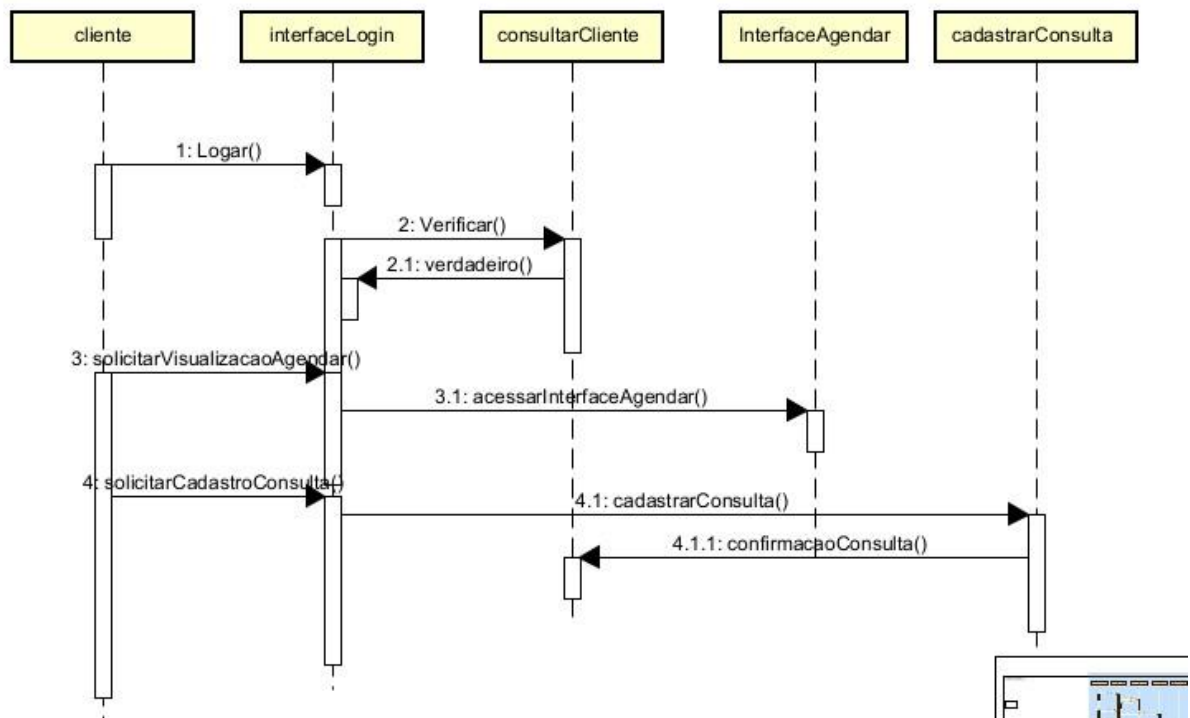 cliente
interfaceLogin
consultarCliente
InterfaceAgendar
cadastrarConsulta
1: Logar()
2: Verificar()
2.1: verdadeiro()
3: solicitarVisualizacaoAgendar()
3.1: acessarInterfaceAgendar()
4: solicitarCadastroConsulta()
4.1: cadastrarConsulta()
4.1.1: confirmacaoConsulta()